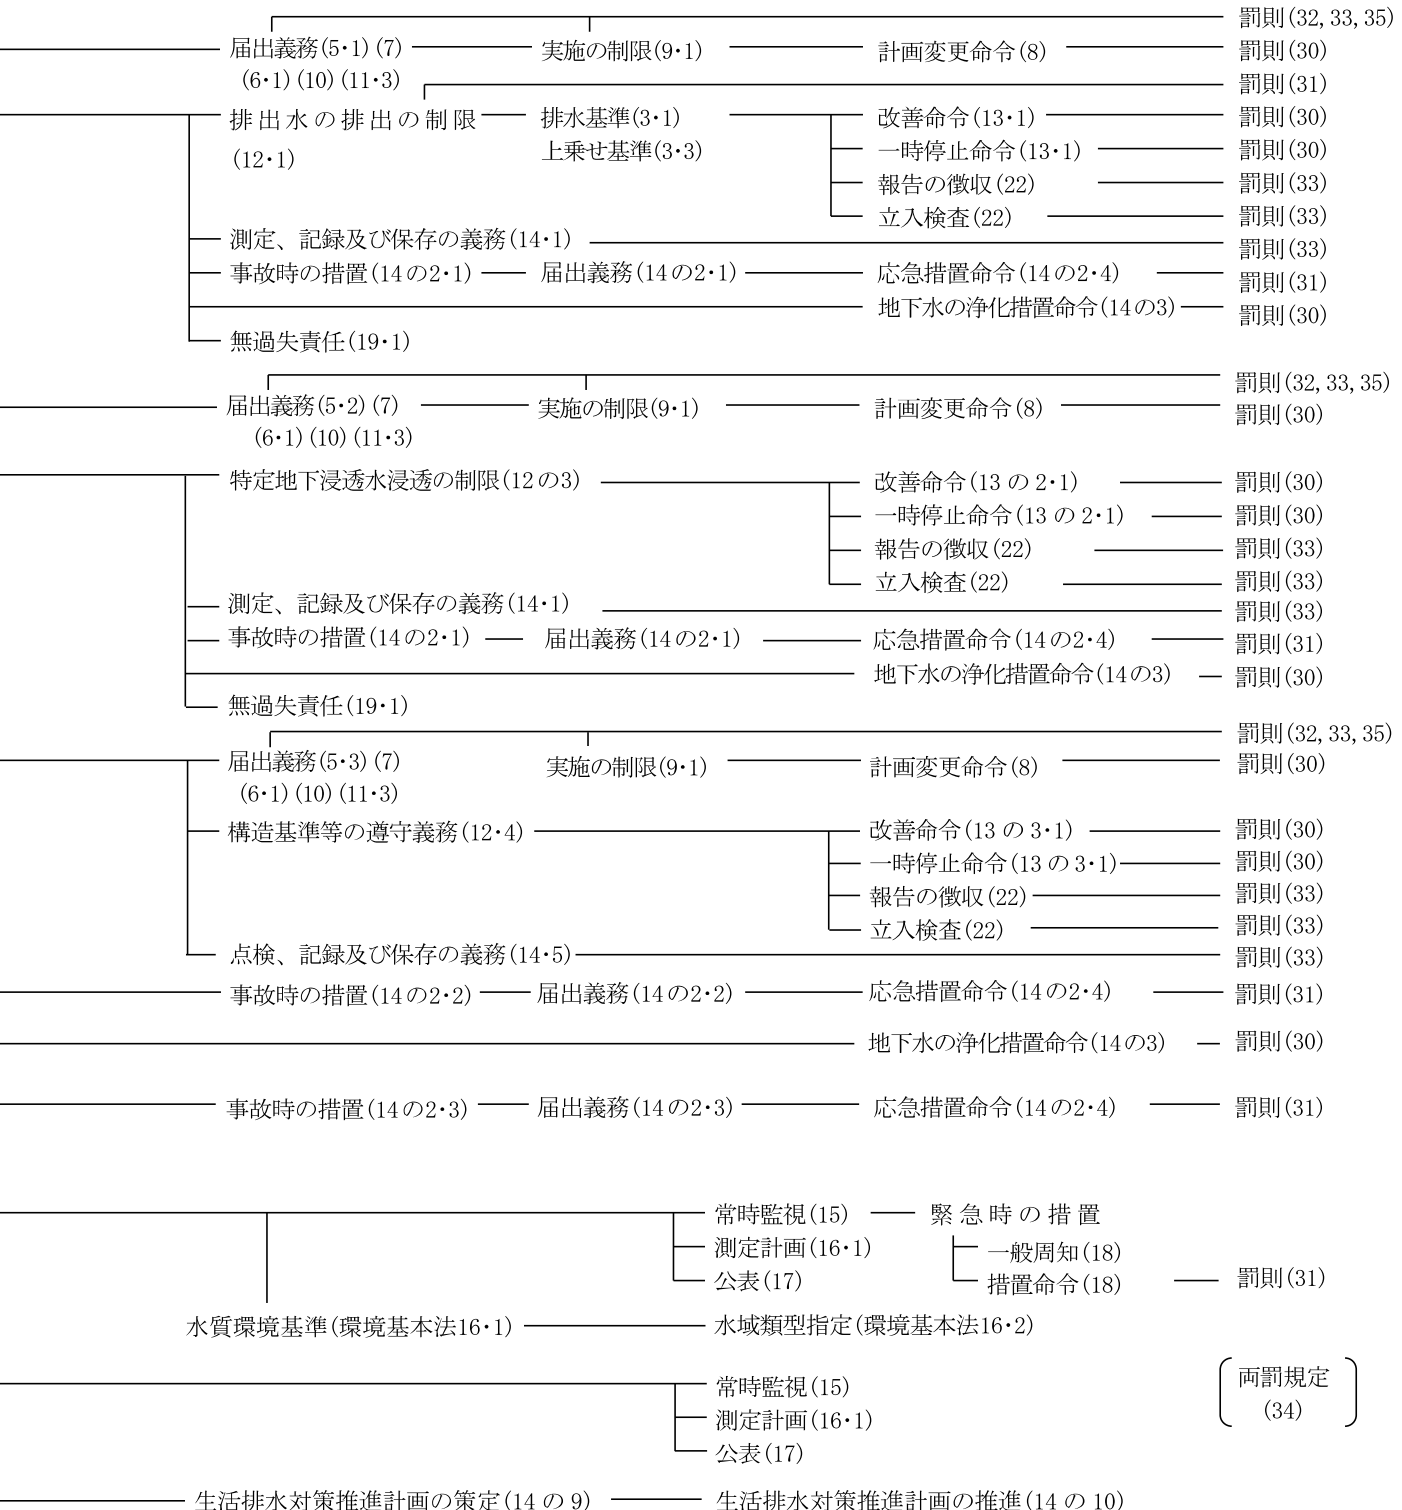 罰則(32, 33, 35)
届出義務(5・1)(7) 実施の制限(9・1) 計画変更命令(8) 罰則(30)
(6・1)(10)(11・3)
罰則(31)
排出水の排出の制限 排水基準(3・1) 改善命令(13・1) 罰則(30)
(12・1) 上乗せ基準(3・3) 一時停止命令(13・1) 罰則(30)
報告の徴収(22) 罰則(33)
立入検査(22) 罰則(33)
測定、記録及び保存の義務(14・1) 罰則(33)
事故時の措置(14の2・1) 届出義務(14の2・1) 応急措置命令(14の2・4) 罰則(31)
地下水の浄化措置命令(14の3) 罰則(30)
無過失責任(19・1)
罰則(32, 33, 35)
届出義務(5・2)(7) 実施の制限(9・1) 計画変更命令(8) 罰則(30)
(6・1)(10)(11・3)
特定地下浸透水浸透の制限(12の3) 改善命令(13 の 2・1) 罰則(30)
一時停止命令(13 の 2・1) 罰則(30)
報告の徴収(22) 罰則(33)
立入検査(22) 罰則(33)
測定、記録及び保存の義務(14・1) 罰則(33)
事故時の措置(14の2・1) 届出義務(14の2・1) 応急措置命令(14の2・4) 罰則(31)
地下水の浄化措置命令(14の3) 罰則(30)
無過失責任(19・1)
罰則(32, 33, 35)
届出義務(5・3)(7) 実施の制限(9・1) 計画変更命令(8) 罰則(30)
(6・1)(10)(11・3)
構造基準等の遵守義務(12・4) 改善命令(13 の 3・1) 罰則(30)
一時停止命令(13 の 3・1) 罰則(30)
報告の徴収(22) 罰則(33)
立入検査(22) 罰則(33)
点検、記録及び保存の義務(14・5) 罰則(33)
事故時の措置(14の2・2) 届出義務(14の2・2) 応急措置命令(14の2・4) 罰則(31)
地下水の浄化措置命令(14の3) 罰則(30)
事故時の措置(14の2・3) 届出義務(14の2・3) 応急措置命令(14の2・4) 罰則(31)
常時監視(15) 緊急時の措置
測定計画(16・1) 一般周知(18)
公表(17) 措置命令(18) 罰則(31)
水質環境基準(環境基本法16・1) 水域類型指定(環境基本法16・2)
常時監視(15) 両罰規定
測定計画(16・1) (34)
公表(17)
生活排水対策推進計画の策定(14 の 9) 生活排水対策推進計画の推進(14 の 10)